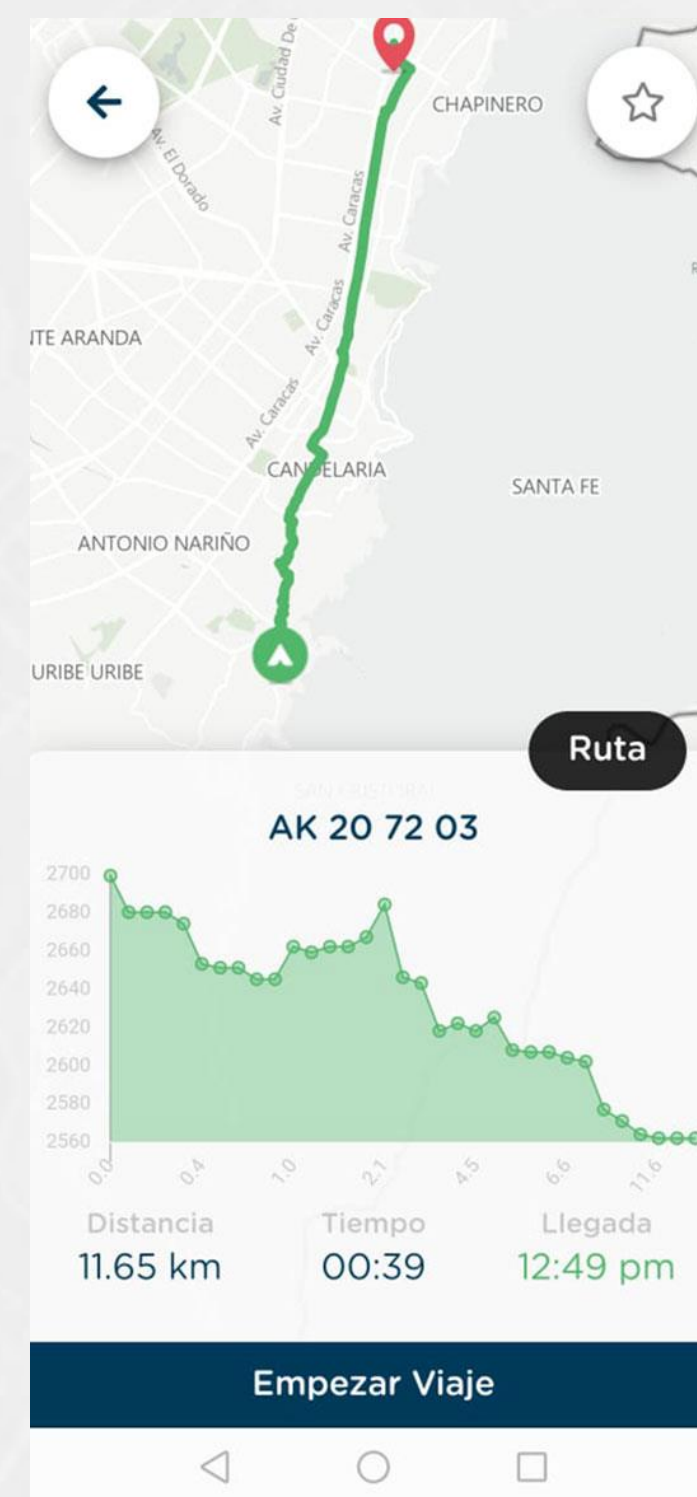 Av. Ciudad De
CHAPINERO
Av. El Dorado
Av. Caracas
Av. Caracas
TE ARANDA
Av. Caracas
CANDELARIA
SANTA FE
ANTONIO NARIÑO
URIBE URIBE
Ruta
SAN CRISTOBAL
AK 20 72 03
2700
2680
2660
2640
2620
2600
2580
2560
0.0
0.4
1.0
2.1
4.5
6.6
11.6
Distancia
Tiempo
Llegada
11.65 km
00:39
12:49 pm
Empezar Viaje